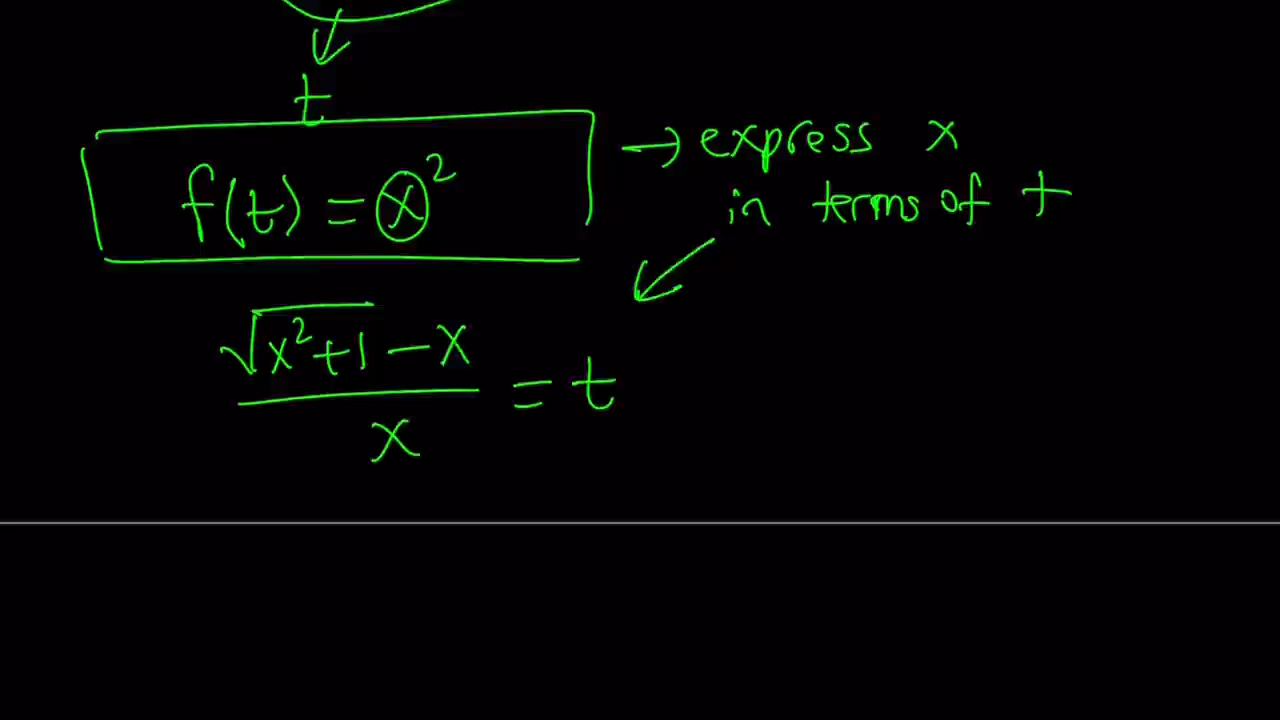 t
f(t) = x² → express x
in terms of t
(√(x²+1) − x) / x = t